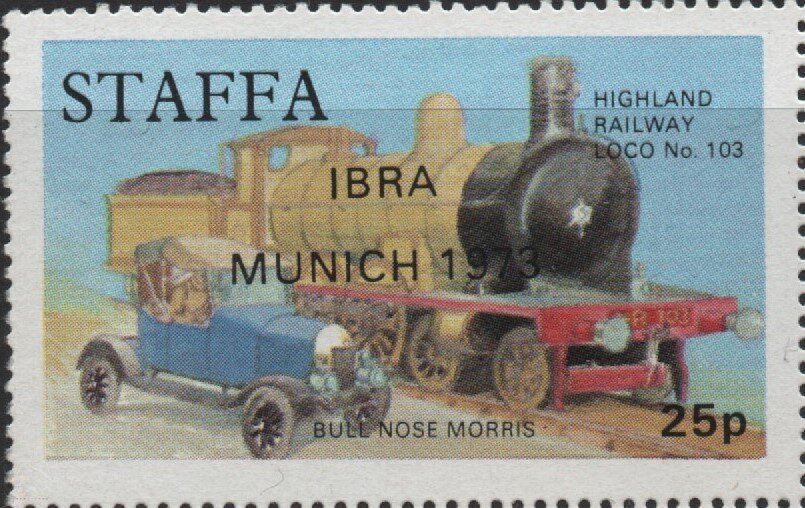 STAFFA
HIGHLAND
RAILWAY
LOCO No. 103
IBRA
MUNICH 1973
BULL NOSE MORRIS
25p